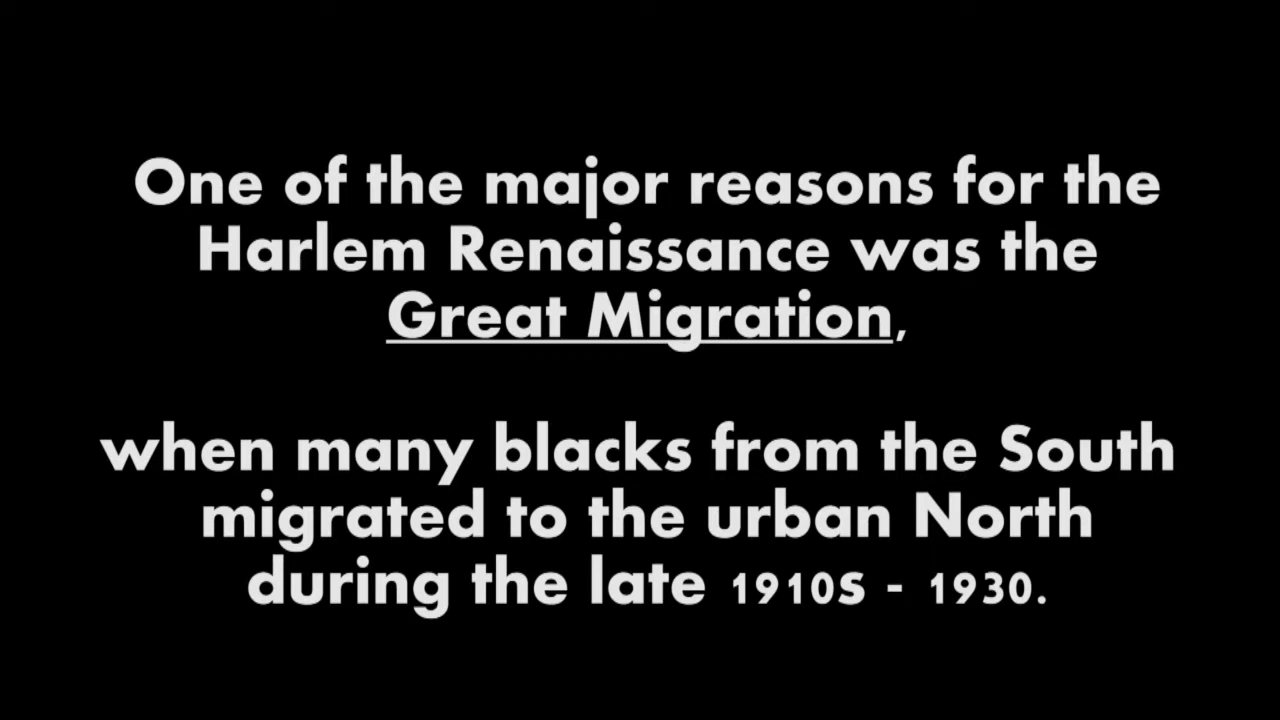 One of the major reasons for the
Harlem Renaissance was the
Great Migration,
when many blacks from the South
migrated to the urban North
during the late 1910s - 1930.